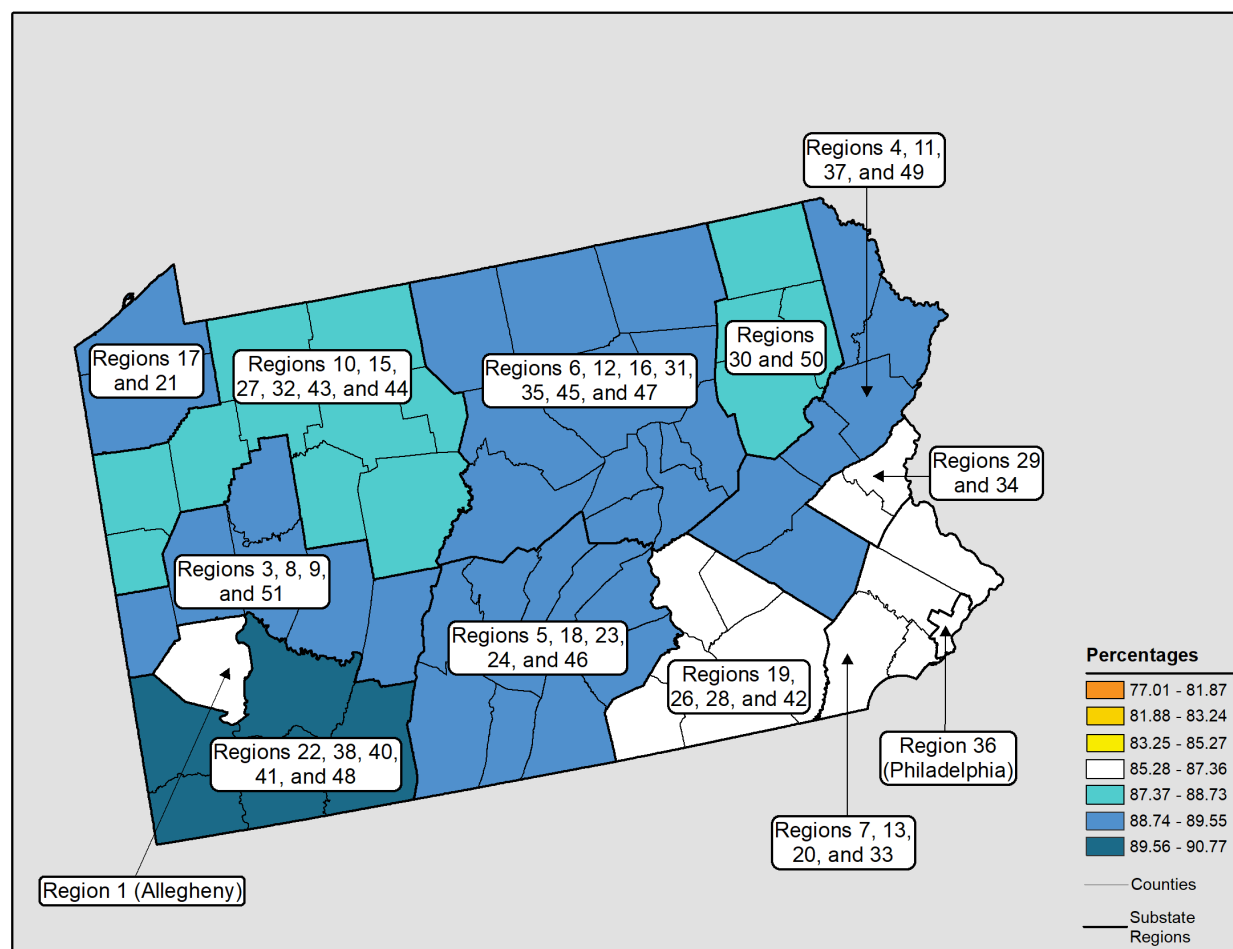 Regions 4, 11,
37, and 49
Regions 17
and 21
Regions 10, 15,
27, 32, 43, and 44
Regions 6, 12, 16, 31,
35, 45, and 47
Regions
30 and 50
Regions 29
and 34
Regions 3, 8, 9,
and 51
Regions 5, 18, 23,
24, and 46
Regions 19,
26, 28, and 42
Regions 22, 38, 40,
41, and 48
Region 36
(Philadelphia)
Regions 7, 13,
20, and 33
Region 1 (Allegheny)
Percentages
77.01 - 81.87
81.88 - 83.24
83.25 - 85.27
85.28 - 87.36
87.37 - 88.73
88.74 - 89.55
89.56 - 90.77
Counties
Substate
Regions